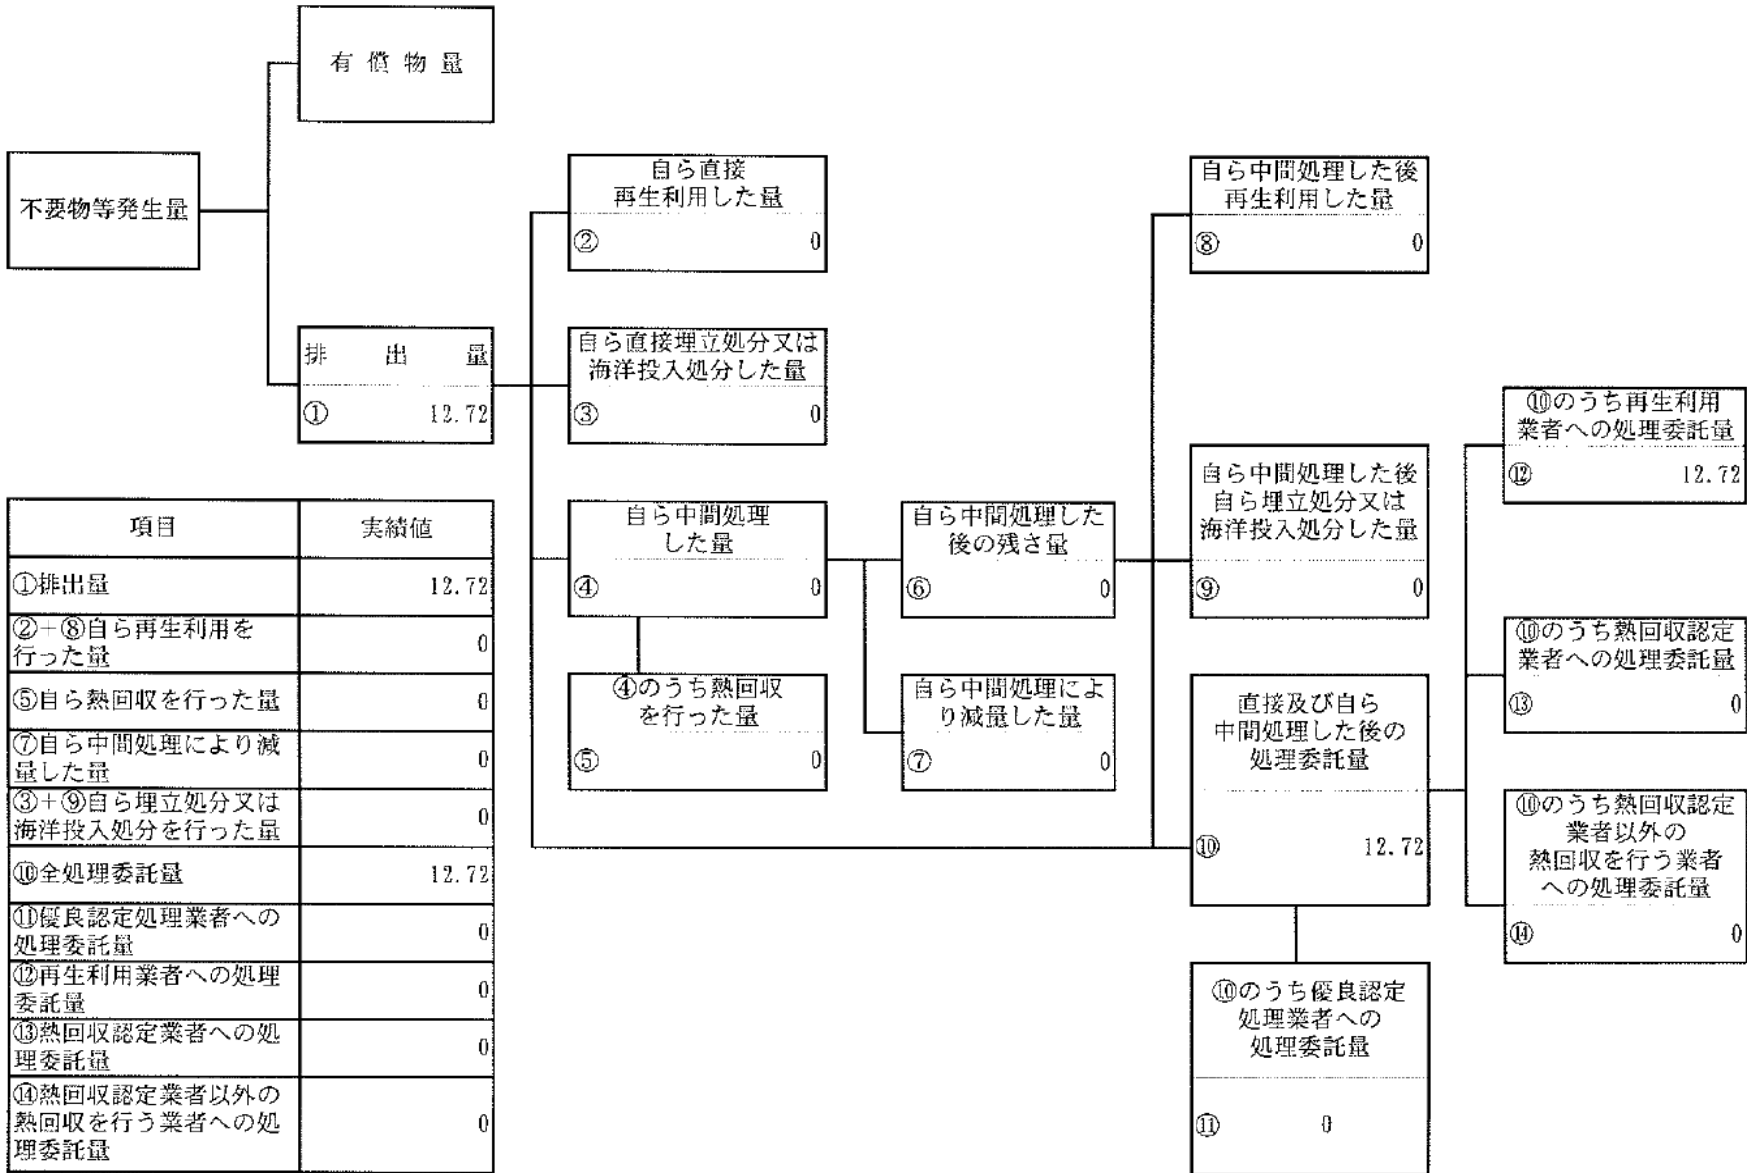 有償物量
不要物等発生量
排出量
① 12.72
自ら直接
再生利用した量
② 0
自ら直接埋立処分又は
海洋投入処分した量
③ 0
自ら中間処理
した量
④ 0
④のうち熱回収
を行った量
⑤ 0
自ら中間処理した
後の残さ量
⑥ 0
自ら中間処理によ
り減量した量
⑦ 0
自ら中間処理した後
再生利用した量
⑧ 0
自ら中間処理した後
自ら埋立処分又は
海洋投入処分した量
⑨ 0
直接及び自ら
中間処理した後の
処理委託量
⑩ 12.72
⑩のうち優良認定
処理業者への
処理委託量
⑪ 0
⑩のうち再生利用
業者への処理委託量
⑫ 12.72
⑩のうち熱回収認定
業者への処理委託量
⑬ 0
⑩のうち熱回収認定
業者以外の
熱回収を行う業者
への処理委託量
⑭ 0
項目 実績値
①排出量 12.72
②+⑧自ら再生利用を
行った量 0
⑤自ら熱回収を行った量 0
⑦自ら中間処理により減
量した量 0
③+⑨自ら埋立処分又は
海洋投入処分を行った量 0
⑩全処理委託量 12.72
⑪優良認定処理業者への
処理委託量 0
⑫再生利用業者への処理
委託量 0
⑬熱回収認定業者への処
理委託量 0
⑭熱回収認定業者以外の
熱回収を行う業者への処
理委託量 0